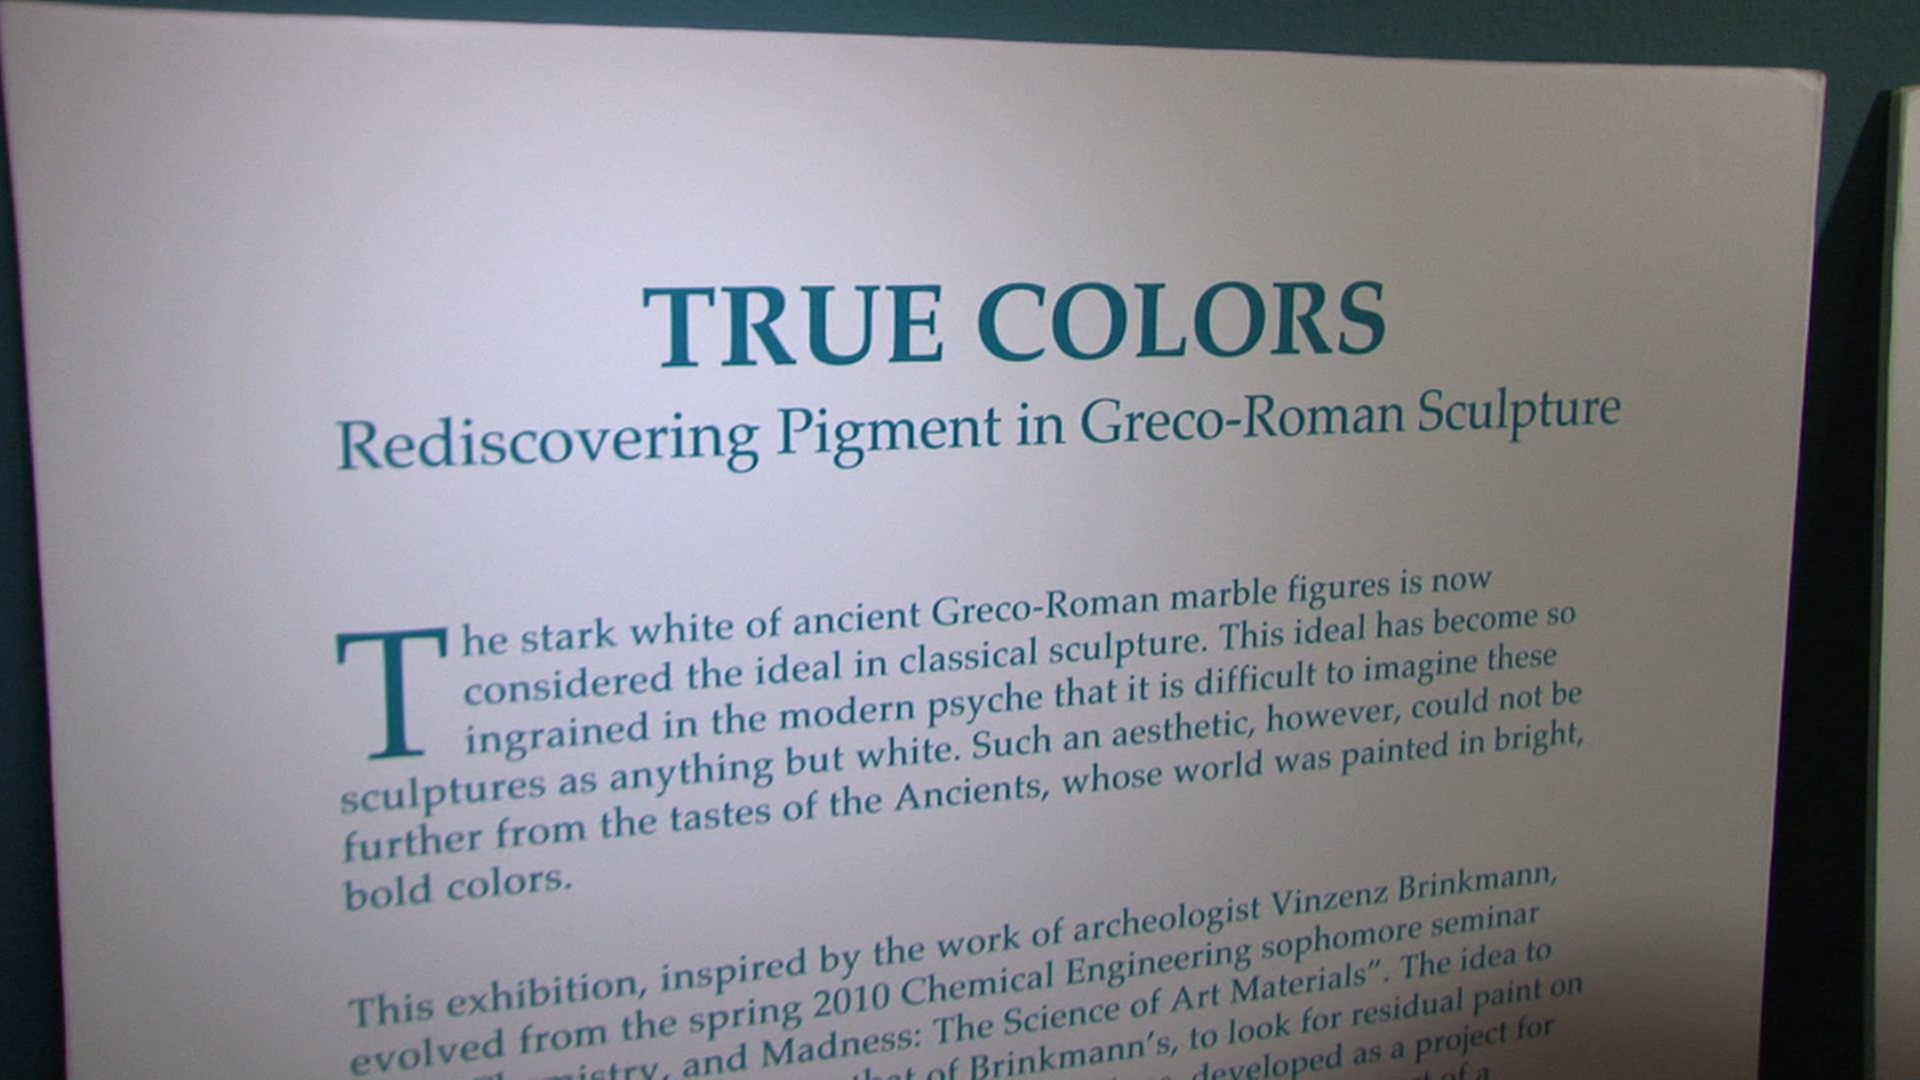 TRUE COLORS
Rediscovering Pigment in Greco-Roman Sculpture
The stark white of ancient Greco-Roman marble figures is now
considered the ideal in classical sculpture. This ideal has become so
ingrained in the modern psyche that it is difficult to imagine these
sculptures as anything but white. Such an aesthetic, however, could not be
further from the tastes of the Ancients, whose world was painted in bright,
bold colors.
This exhibition, inspired by the work of archeologist Vinzenz Brinkmann,
evolved from the spring 2010 Chemical Engineering sophomore seminar
and Madness: The Science of Art Materials”. The idea to
of Brinkmann’s, to look for residual paint on
developed as a project for
of a